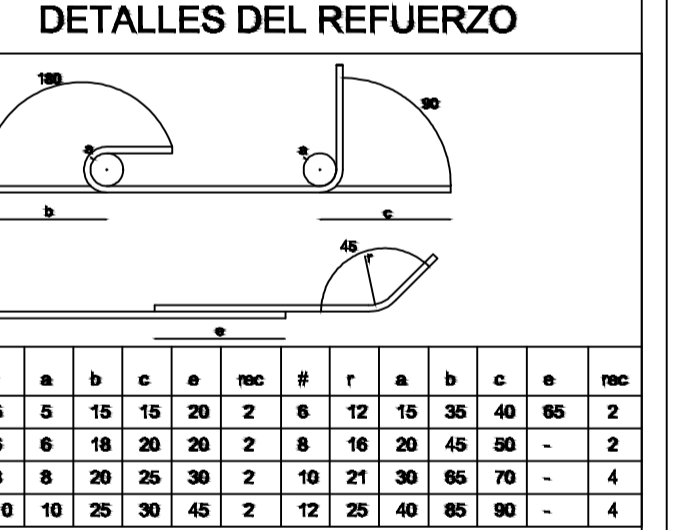 DETALLES DEL REFUERZO
180
90
a
a
b
c
45
r
e
a b c e rec # r a b c e rec
5 15 15 20 2 6 12 15 35 40 65 2
6 18 20 20 2 8 16 20 45 50 - 2
8 20 25 30 2 10 21 30 65 70 - 4
0 10 25 30 45 2 12 25 40 85 90 - 4